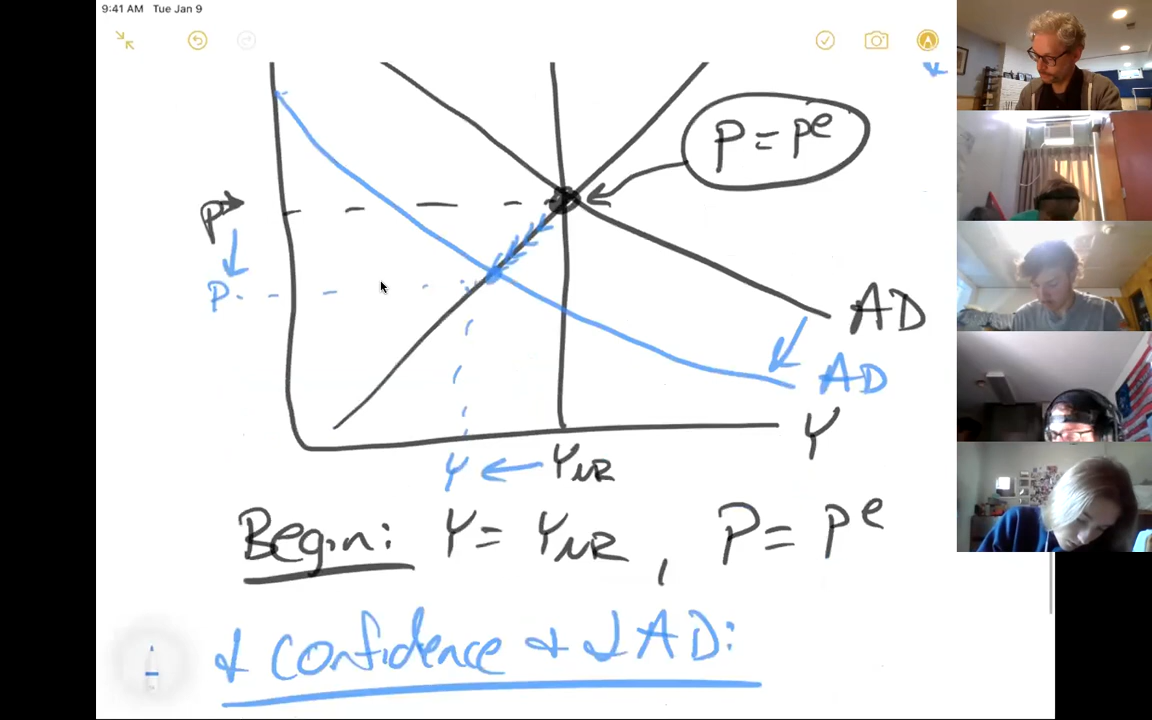 9:41 AM Tue Jan 9
P = Pe
P
P
AD
AD
Y
Y ← YNR
Begin: Y = YNR, P = Pe
↓ Confidence → ↓ AD: